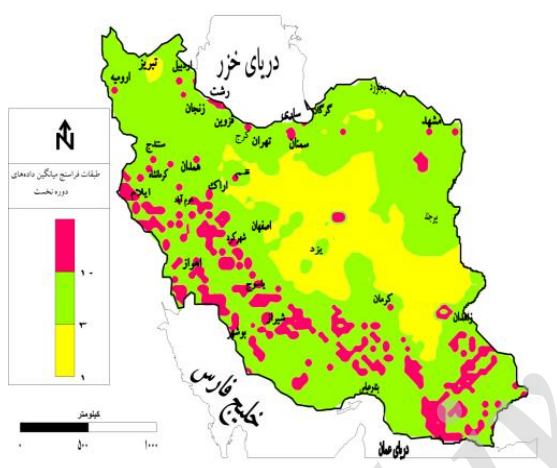 دریای خزر
تبریز
اردبیل
ارومیه
رشت
زنجان
قزوین
کرج
تهران
ساری
گرگان
بجنورد
مشهد
سمنان
سنندج
همدان
کرمانشاه
قم
اراک
ایلام
خرم آباد
اصفهان
شهرکرد
بیرجند
یزد
اهواز
یاسوج
کرمان
زاهدان
شیراز
بوشهر
بندرعباس
خلیج فارس
دریای عمان
N
طبقات فراسنج میانگین داده‌های
دوره نخست
۱۰
۳
۱
کیلومتر
۰ ۵۰۰ ۱۰۰۰